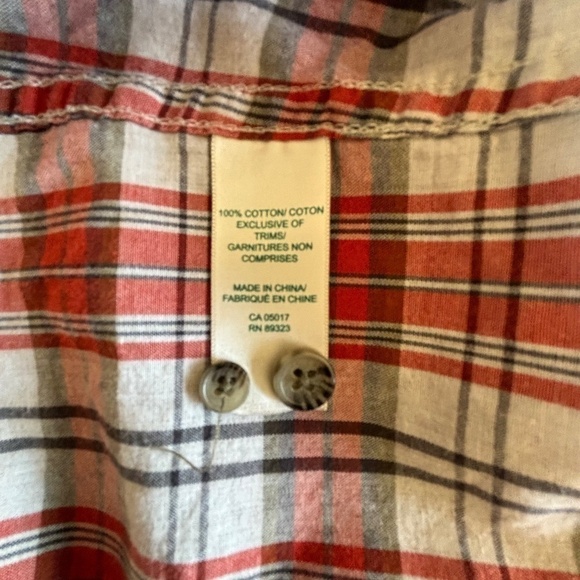 100% COTTON/ COTON
EXCLUSIVE OF
TRIMS/
GARNITURES NON
COMPRISES
MADE IN CHINA/
FABRIQUÉ EN CHINE
CA 05017
RN 89323